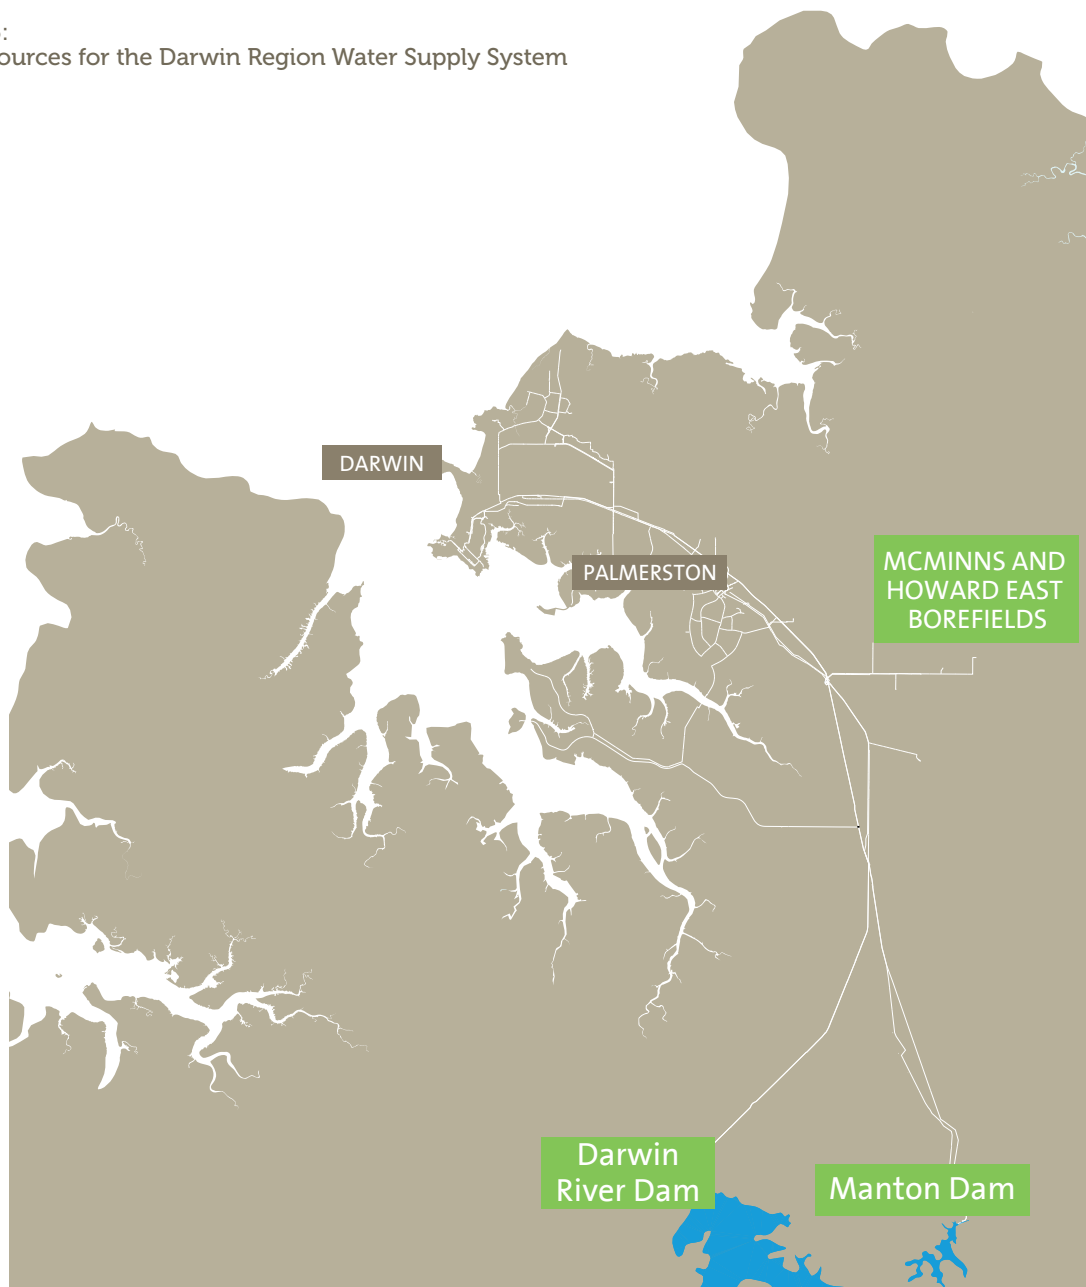 :
ources for the Darwin Region Water Supply System
DARWIN
PALMERSTON
MCMINNS AND
HOWARD EAST
BOREFIELDS
Darwin
River Dam
Manton Dam